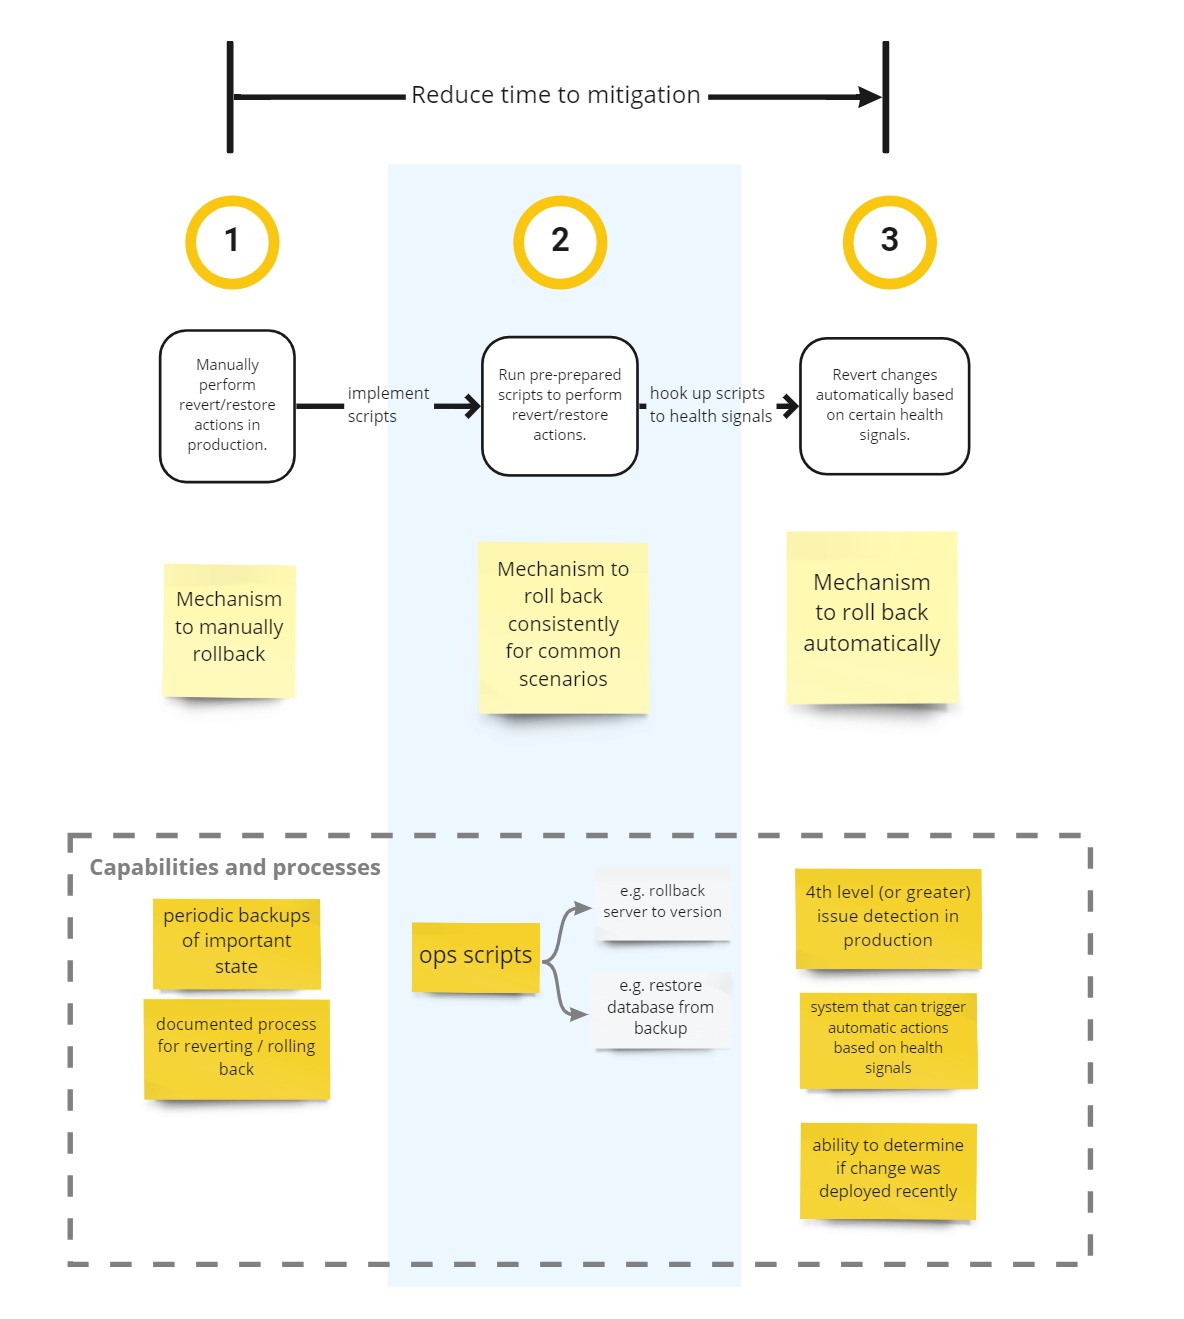 Reduce time to mitigation
1
2
3
Manually
perform
revert/restore
actions in
production.
implement
scripts
Run pre-prepared
scripts to perform
revert/restore
actions.
hook up scripts
to health signals
Revert changes
automatically based
on certain health
signals.
Mechanism
to manually
rollback
Mechanism to
roll back
consistently
for common
scenarios
Mechanism
to roll back
automatically
Capabilities and processes
periodic backups
of important
state
documented process
for reverting / rolling
back
ops scripts
e.g. rollback
server to version
e.g. restore
database from
backup
4th level (or greater)
issue detection in
production
system that can trigger
automatic actions
based on health
signals
ability to determine
if change was
deployed recently